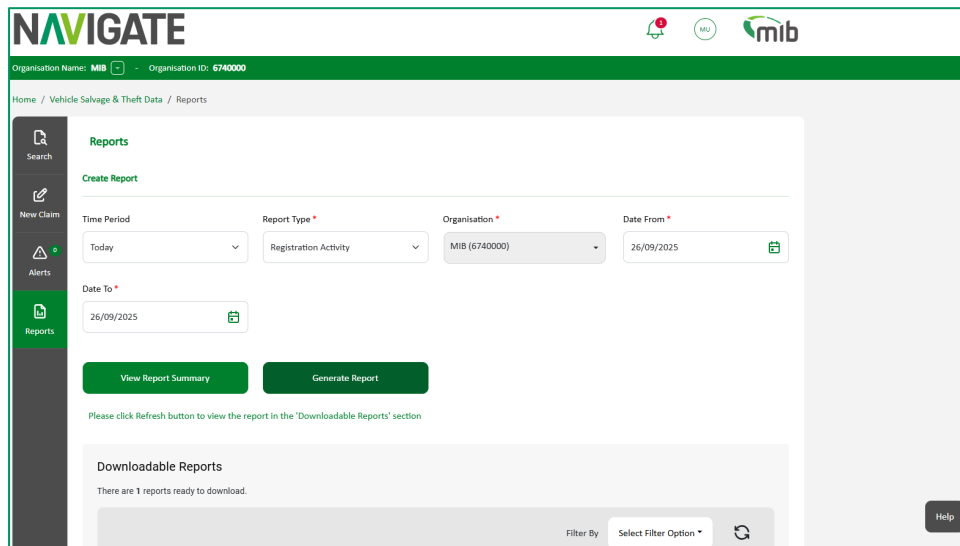 NAVIGATE
1
MU
mib
Organisation Name: MIB - Organisation ID: 6740000
Home / Vehicle Salvage & Theft Data / Reports
Search
New Claim
0
Alerts
Reports
Reports
Create Report
Time Period
Report Type *
Organisation *
Date From *
Today
Registration Activity
MIB (6740000)
26/09/2025
Date To *
26/09/2025
View Report Summary
Generate Report
Please click Refresh button to view the report in the 'Downloadable Reports' section
Downloadable Reports
There are 1 reports ready to download.
Filter By
Select Filter Option
Help